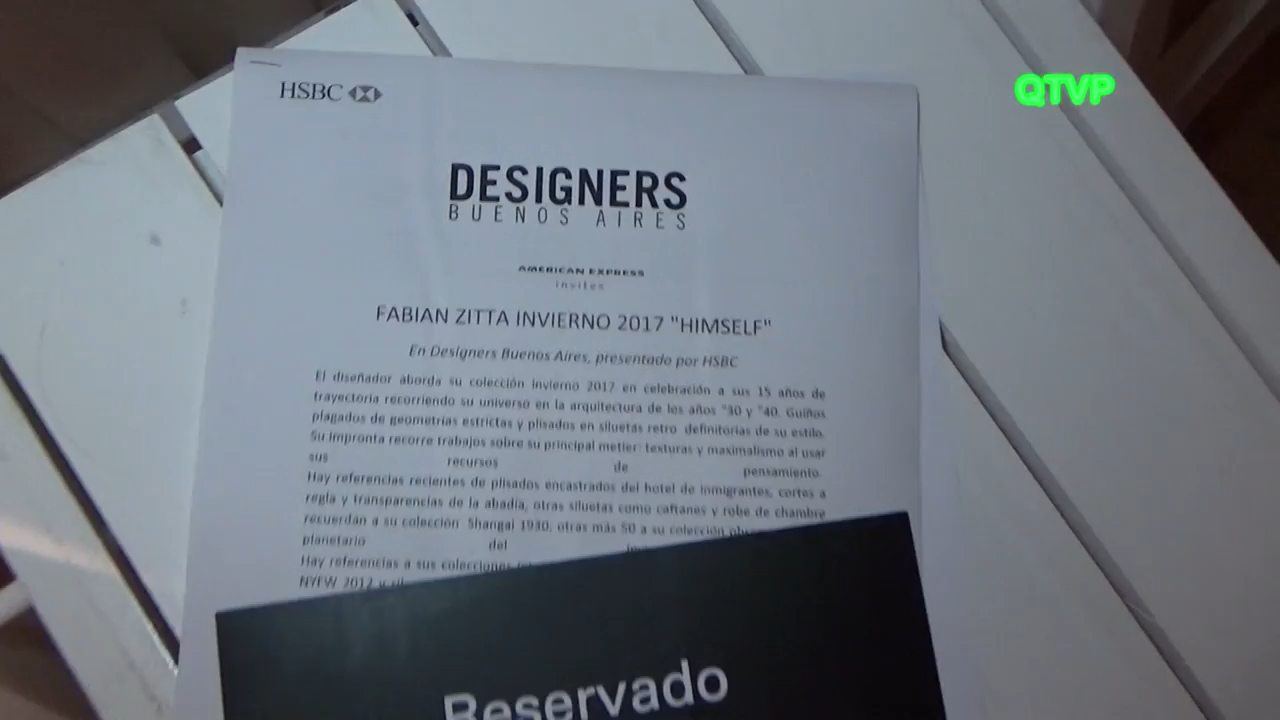 HSBC
QTVP
DESIGNERS
BUENOS AIRES
AMERICAN EXPRESS
invites
FABIAN ZITTA INVIERNO 2017 "HIMSELF"
En Designers Buenos Aires, presentado por HSBC
El diseñador aborda su colección invierno 2017 en celebración a sus 15 años de
trayectoria recorriendo su universo en la arquitectura de los años "30 y "40. Guiños
plagados de geometrías estrictas y plisados en siluetas retro definitorias de su estilo.
Su impronta recorre trabajos sobre su principal metier: texturas y maximalismo al usar
sus recursos de pensamiento.
Hay referencias recientes de plisados encastrados del hotel de inmigrantes, cortes a
regla y transparencias de la abadía, otras siluetas como caftanes y robe de chambre
recuerdan a su colección Shangai 1930, otras más 50 a su colección
planetario del
Hay referencias a sus colecciones
NYFW 2012 y
Reservado